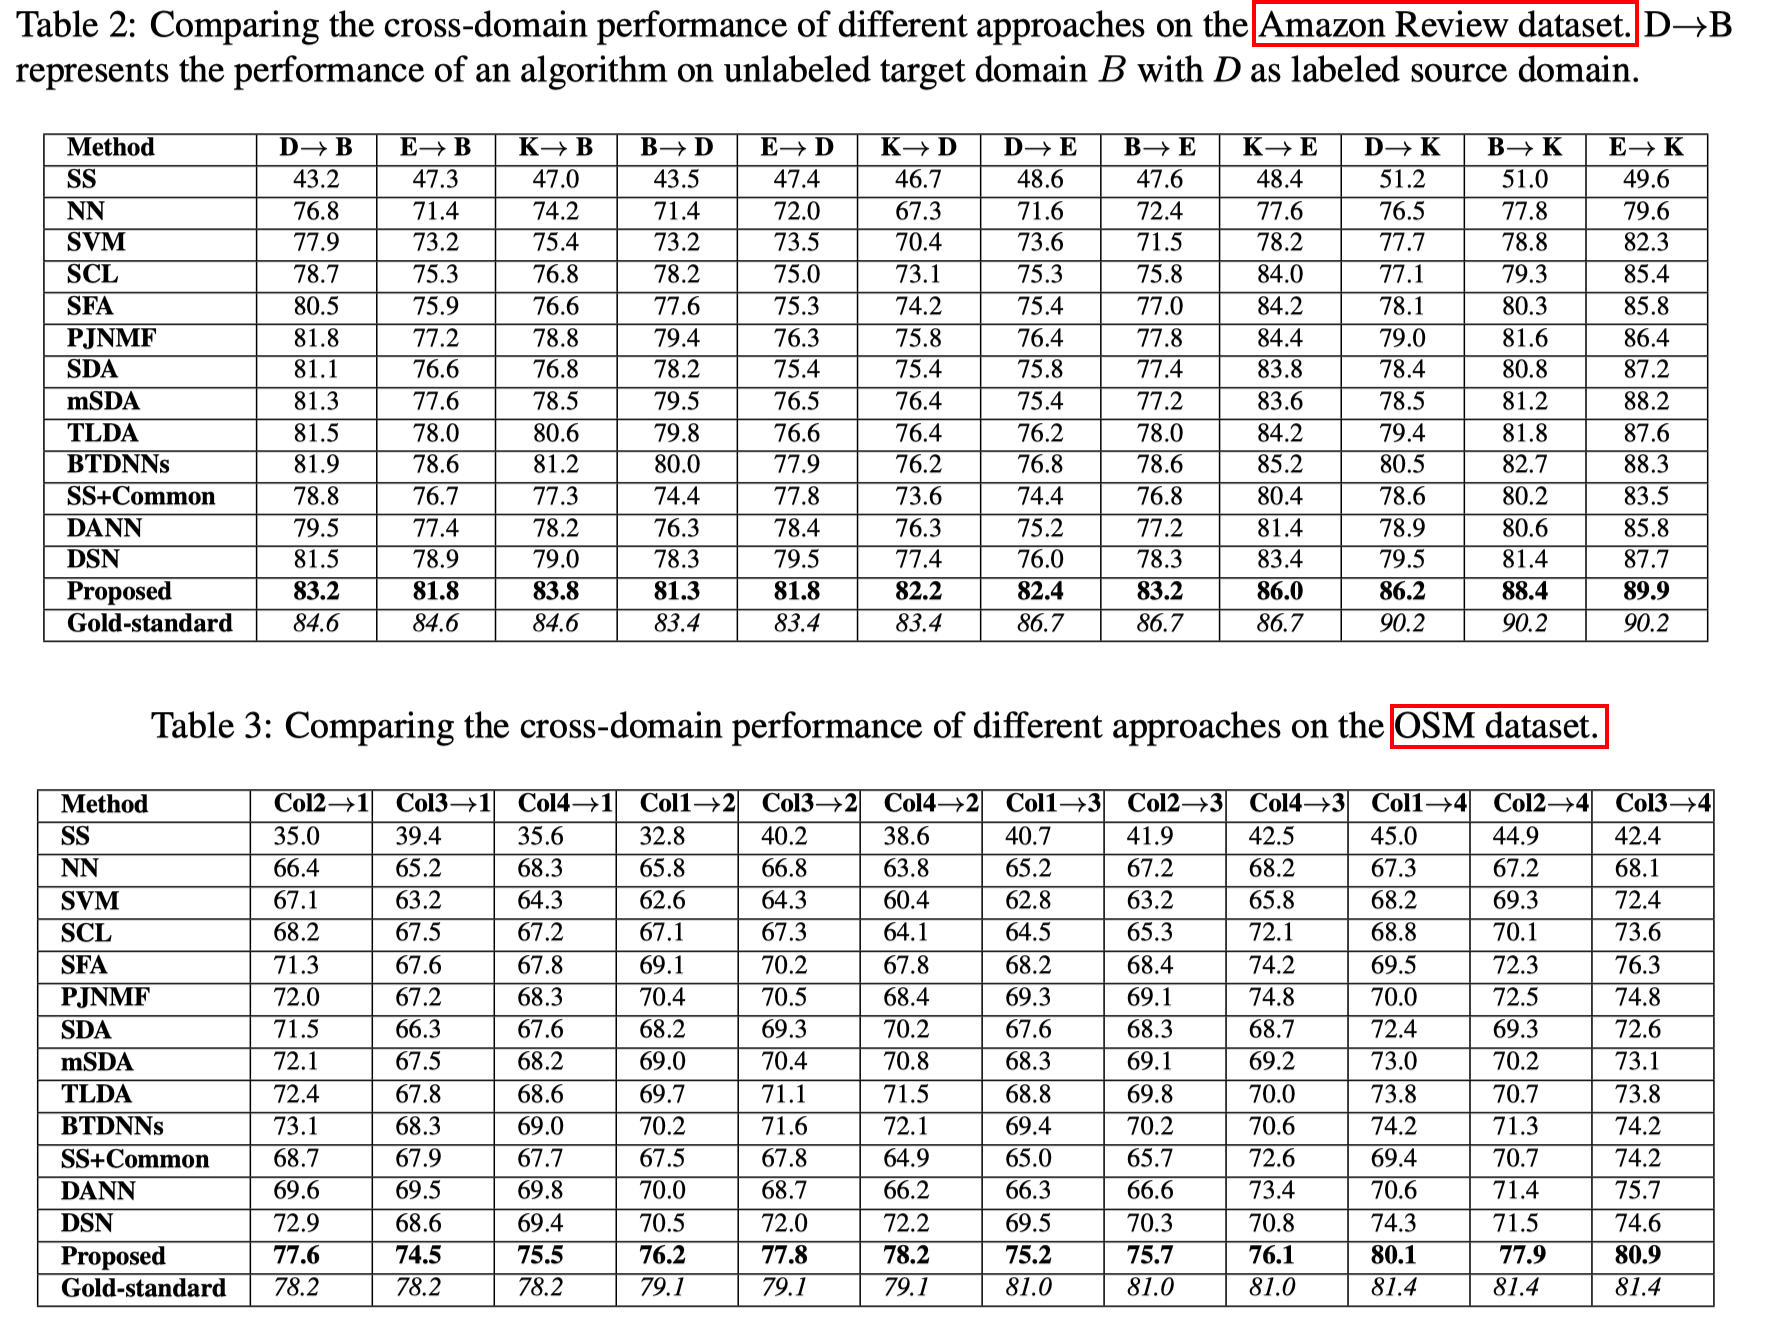 Table 2: Comparing the cross-domain performance of different approaches on the Amazon Review dataset. D→B
represents the performance of an algorithm on unlabeled target domain B with D as labeled source domain.
Method D→ B E→ B K→ B B→ D E→ D K→ D D→ E B→ E K→ E D→ K B→ K E→ K
SS 43.2 47.3 47.0 43.5 47.4 46.7 48.6 47.6 48.4 51.2 51.0 49.6
NN 76.8 71.4 74.2 71.4 72.0 67.3 71.6 72.4 77.6 76.5 77.8 79.6
SVM 77.9 73.2 75.4 73.2 73.5 70.4 73.6 71.5 78.2 77.7 78.8 82.3
SCL 78.7 75.3 76.8 78.2 75.0 73.1 75.3 75.8 84.0 77.1 79.3 85.4
SFA 80.5 75.9 76.6 77.6 75.3 74.2 75.4 77.0 84.2 78.1 80.3 85.8
PJNMF 81.8 77.2 78.8 79.4 76.3 75.8 76.4 77.8 84.4 79.0 81.6 86.4
SDA 81.1 76.6 76.8 78.2 75.4 75.4 75.8 77.4 83.8 78.4 80.8 87.2
mSDA 81.3 77.6 78.5 79.5 76.5 76.4 75.4 77.2 83.6 78.5 81.2 88.2
TLDA 81.5 78.0 80.6 79.8 76.6 76.4 76.2 78.0 84.2 79.4 81.8 87.6
BTDNNs 81.9 78.6 81.2 80.0 77.9 76.2 76.8 78.6 85.2 80.5 82.7 88.3
SS+Common 78.8 76.7 77.3 74.4 77.8 73.6 74.4 76.8 80.4 78.6 80.2 83.5
DANN 79.5 77.4 78.2 76.3 78.4 76.3 75.2 77.2 81.4 78.9 80.6 85.8
DSN 81.5 78.9 79.0 78.3 79.5 77.4 76.0 78.3 83.4 79.5 81.4 87.7
Proposed 83.2 81.8 83.8 81.3 81.8 82.2 82.4 83.2 86.0 86.2 88.4 89.9
Gold-standard 84.6 84.6 84.6 83.4 83.4 83.4 86.7 86.7 86.7 90.2 90.2 90.2
Table 3: Comparing the cross-domain performance of different approaches on the OSM dataset.
Method Col2→1 Col3→1 Col4→1 Col1→2 Col3→2 Col4→2 Col1→3 Col2→3 Col4→3 Col1→4 Col2→4 Col3→4
SS 35.0 39.4 35.6 32.8 40.2 38.6 40.7 41.9 42.5 45.0 44.9 42.4
NN 66.4 65.2 68.3 65.8 66.8 63.8 65.2 67.2 68.2 67.3 67.2 68.1
SVM 67.1 63.2 64.3 62.6 64.3 60.4 62.8 63.2 65.8 68.2 69.3 72.4
SCL 68.2 67.5 67.2 67.1 67.3 64.1 64.5 65.3 72.1 68.8 70.1 73.6
SFA 71.3 67.6 67.8 69.1 70.2 67.8 68.2 68.4 74.2 69.5 72.3 76.3
PJNMF 72.0 67.2 68.3 70.4 70.5 68.4 69.3 69.1 74.8 70.0 72.5 74.8
SDA 71.5 66.3 67.6 68.2 69.3 70.2 67.6 68.3 68.7 72.4 69.3 72.6
mSDA 72.1 67.5 68.2 69.0 70.4 70.8 68.3 69.1 69.2 73.0 70.2 73.1
TLDA 72.4 67.8 68.6 69.7 71.1 71.5 68.8 69.8 70.0 73.8 70.7 73.8
BTDNNs 73.1 68.3 69.0 70.2 71.6 72.1 69.4 70.2 70.6 74.2 71.3 74.2
SS+Common 68.7 67.9 67.7 67.5 67.8 64.9 65.0 65.7 72.6 69.4 70.7 74.2
DANN 69.6 69.5 69.8 70.0 68.7 66.2 66.3 66.6 73.4 70.6 71.4 75.7
DSN 72.9 68.6 69.4 70.5 72.0 72.2 69.5 70.3 70.8 74.3 71.5 74.6
Proposed 77.6 74.5 75.5 76.2 77.8 78.2 75.2 75.7 76.1 80.1 77.9 80.9
Gold-standard 78.2 78.2 78.2 79.1 79.1 79.1 81.0 81.0 81.0 81.4 81.4 81.4